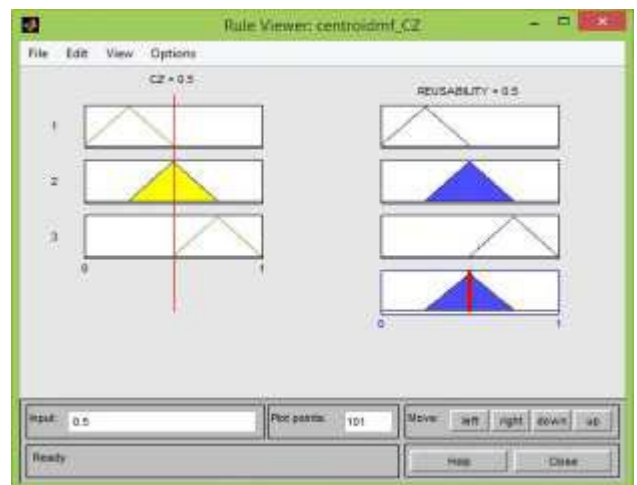 Rule Viewer: centroidmf_CZ
File Edit View Options
CZ = 0.5
REUSABILITY = 0.5
1
2
3
0 1
0 1
Input: 0.5
Plot points: 101
Move: left right down up
Ready
Help Close